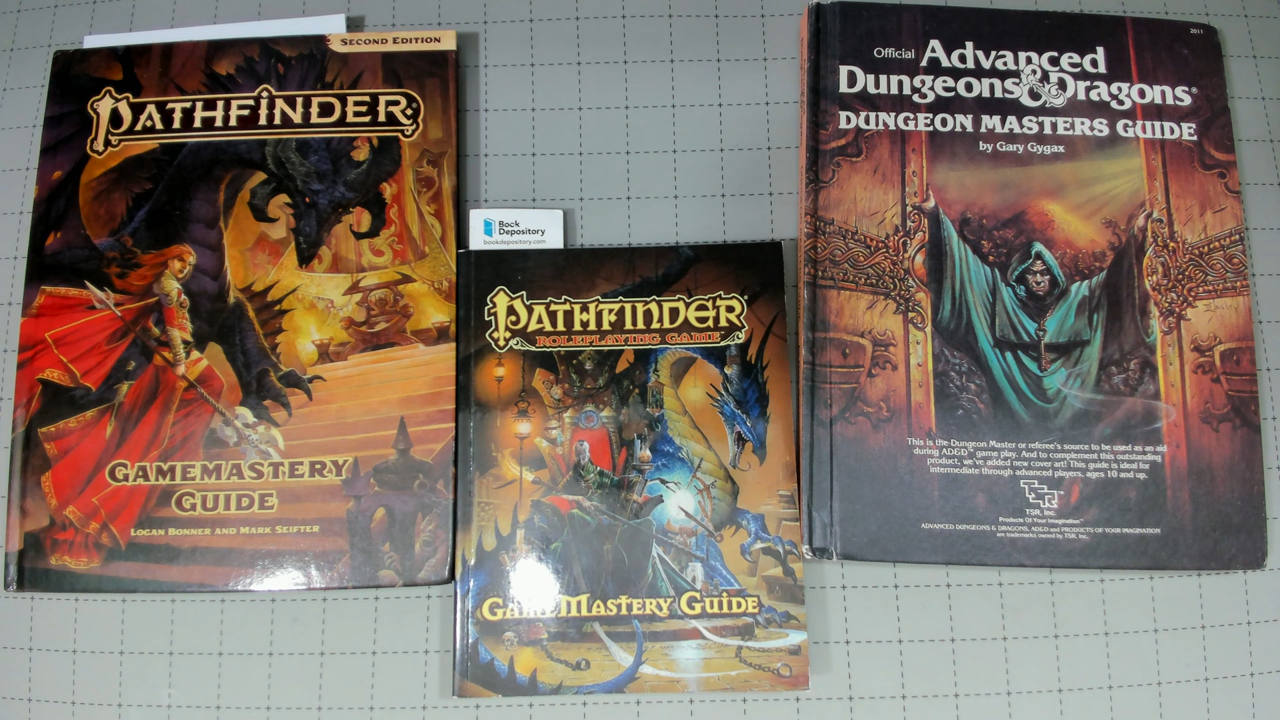 SECOND EDITION
PATHFINDER®
GAMEMASTERY
GUIDE
LOGAN BONNER AND MARK SEIFTER
Book
Depository
bookdepository.com
PATHFINDER
ROLEPLAYING GAME™
GAMEMASTERY GUIDE
2011
Official Advanced
Dungeons & Dragons®
DUNGEON MASTERS GUIDE
by Gary Gygax
This is the Dungeon Master or referee's source to be used as an aid
during AD&D™ game play. And to complement this outstanding
product, we've added new cover art! This guide is ideal for
intermediate through advanced players, ages 10 and up.
TSR™
TSR, Inc.
Products Of Your Imagination™
ADVANCED DUNGEONS & DRAGONS, AD&D and PRODUCTS OF YOUR IMAGINATION
are trademarks owned by TSR, Inc.